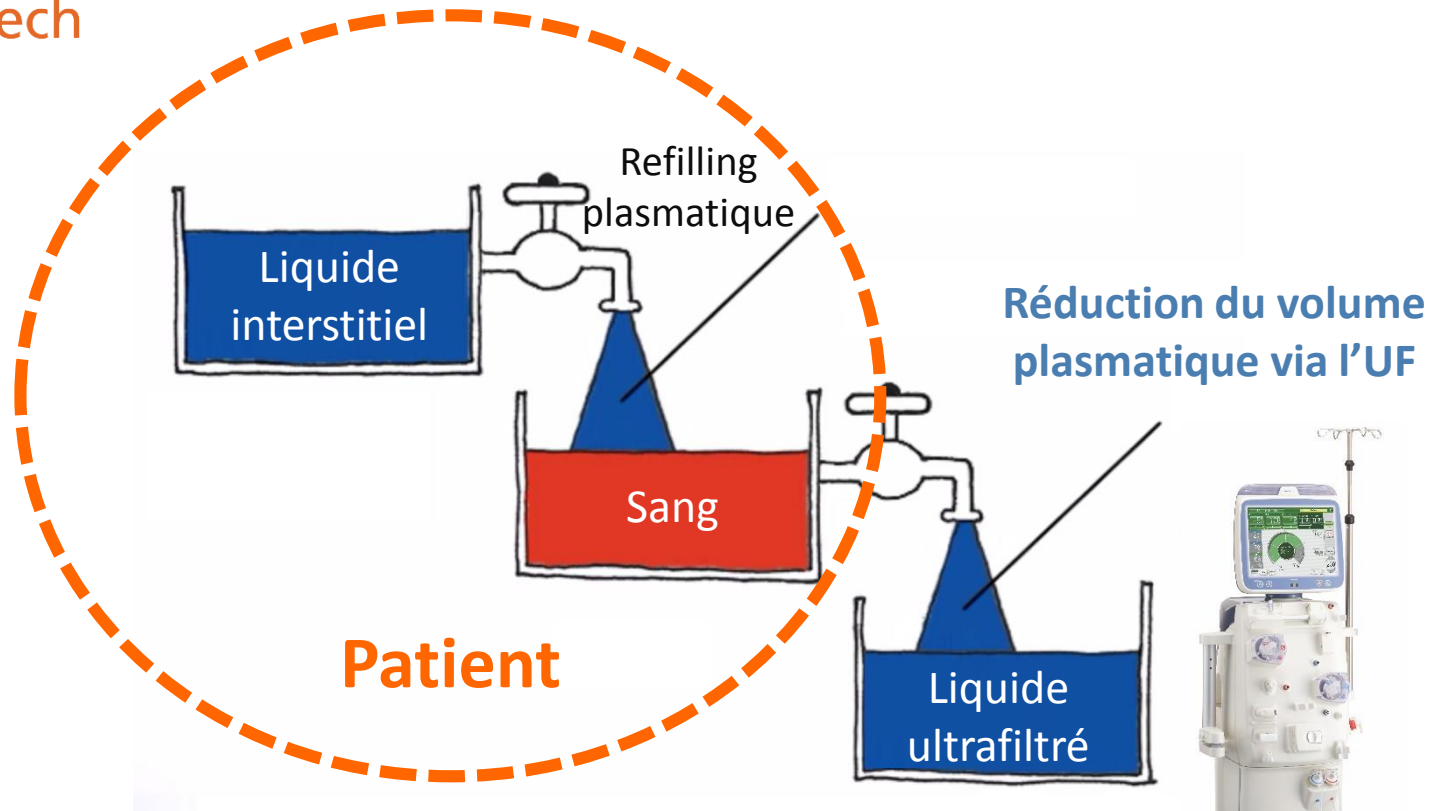 ech
Refilling
plasmatique
Liquide
interstitiel
Réduction du volume
plasmatique via l'UF
Sang
Patient
Liquide
ultrafiltré